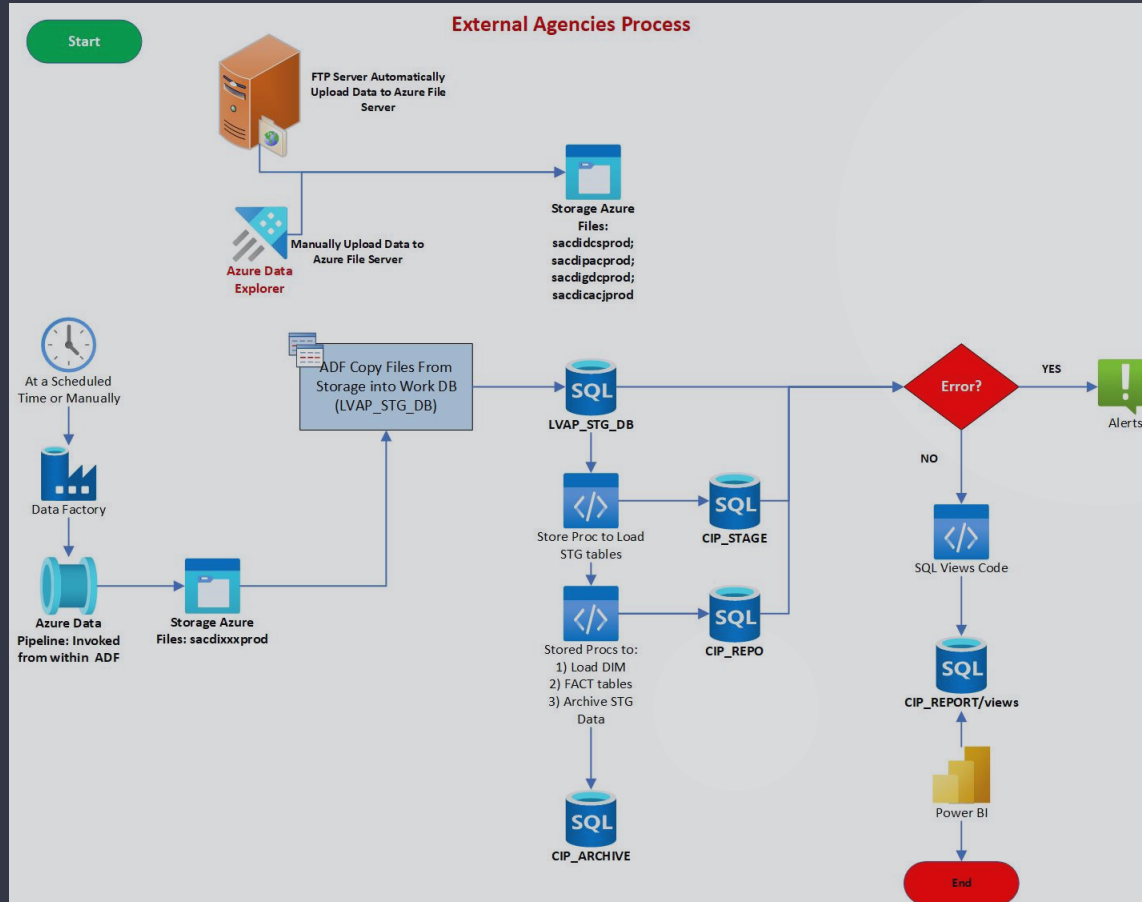 External Agencies Process
Start
FTP Server Automatically
Upload Data to Azure File
Server
Manually Upload Data to
Azure File Server
Azure Data
Explorer
Storage Azure
Files:
sacdidcsprod;
sacdipacprod;
sacdigdcprod;
sacdicacjprod
At a Scheduled
Time or Manually
Data Factory
Azure Data
Pipeline: Invoked
from within ADF
Storage Azure
Files: sacdixxxprod
ADF Copy Files From
Storage into Work DB
(LVAP_STG_DB)
SQL
LVAP_STG_DB
</>
Store Proc to Load
STG tables
SQL
CIP_STAGE
</>
Stored Procs to:
1) Load DIM
2) FACT tables
3) Archive STG
Data
SQL
CIP_REPO
SQL
CIP_ARCHIVE
Error?
YES
!
Alerts
NO
</>
SQL Views Code
SQL
CIP_REPORT/views
Power BI
End